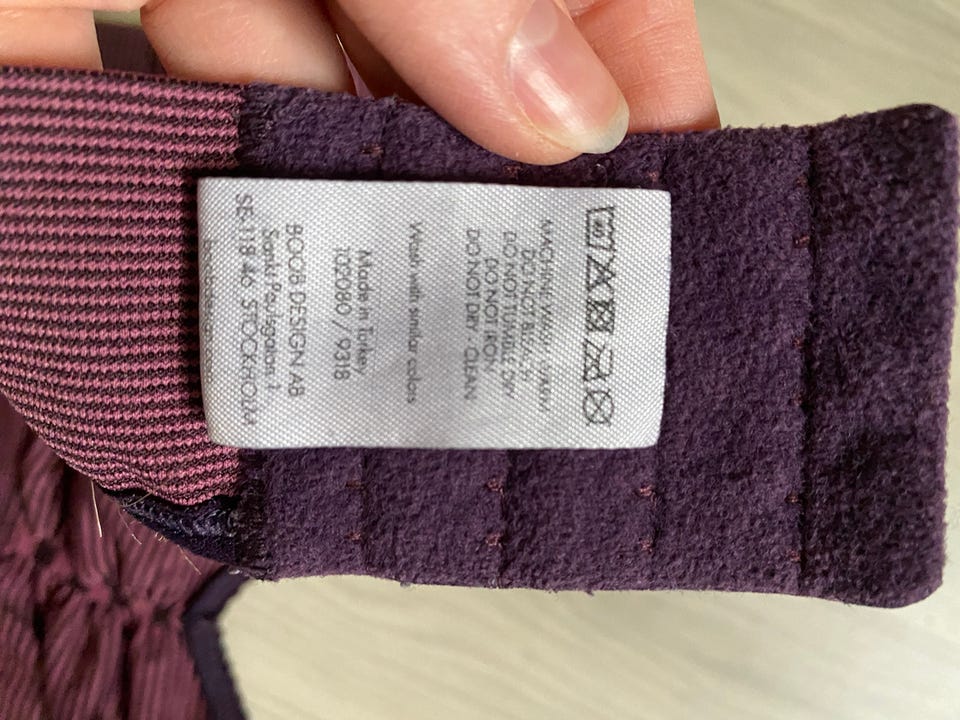 MACHINE WASH WARM
DO NOT BLEACH
DO NOT TUMBLE DRY
DO NOT IRON
DO NOT DRY - CLEAN
Wash with similar colors
Made in Turkey
102080 / 9318
BOOB DESIGN AB
Sankt Paulsgatan 1
SE-118 46 STOCKHOLM